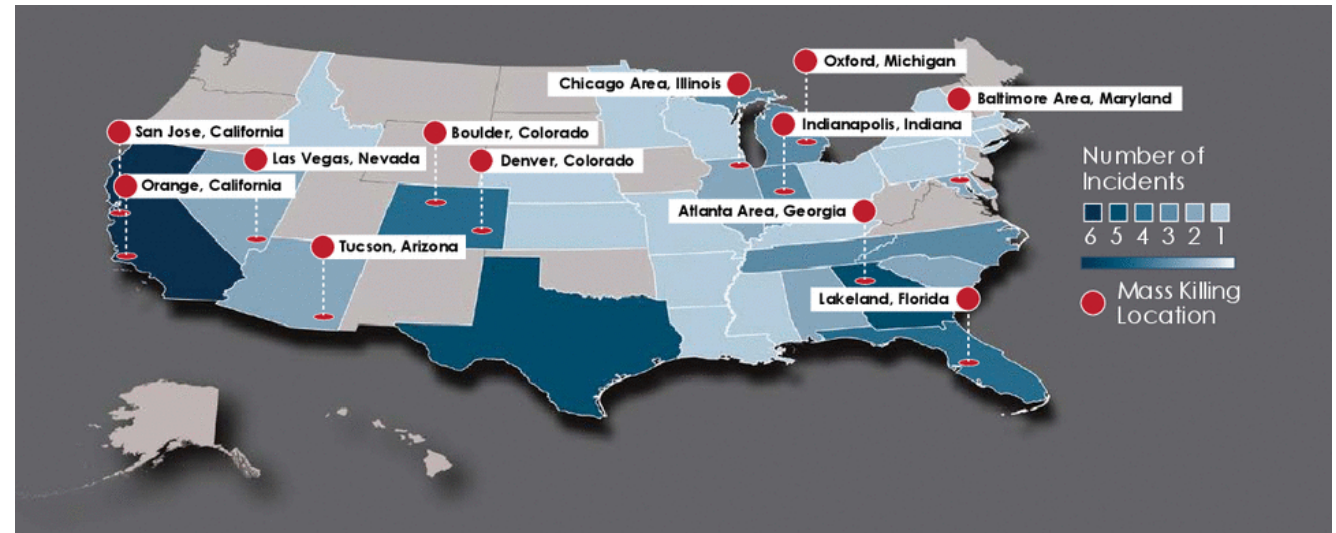 Oxford, Michigan
Chicago Area, Illinois
Baltimore Area, Maryland
San Jose, California
Boulder, Colorado
Indianapolis, Indiana
Las Vegas, Nevada
Denver, Colorado
Orange, California
Atlanta Area, Georgia
Tucson, Arizona
Lakeland, Florida
Number of
Incidents
6 5 4 3 2 1
Mass Killing
Location